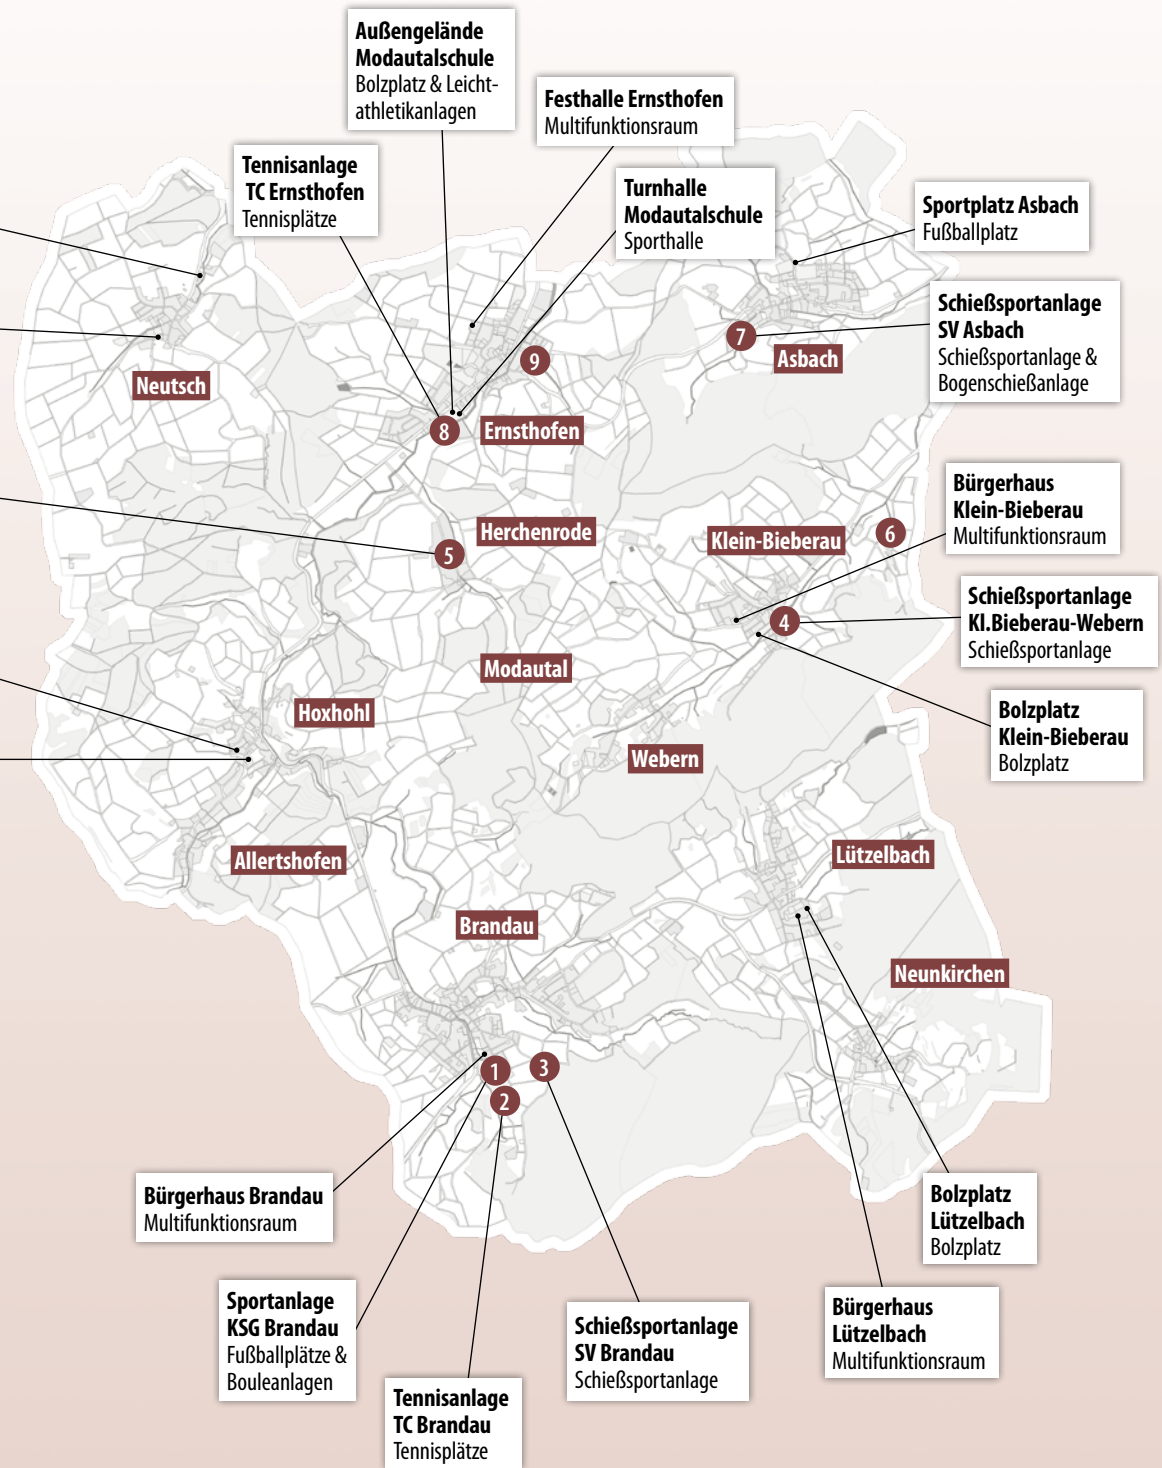 Außengelände
Modautalschule
Bolzplatz & Leicht-
athletikanlagen
Festhalle Ernsthofen
Multifunktionsraum
Tennisanlage
TC Ernsthofen
Tennisplätze
Turnhalle
Modautalschule
Sporthalle
Sportplatz Asbach
Fußballplatz
Schießsportanlage
SV Asbach
Schießsportanlage &
Bogenschießanlage
7
Asbach
9
Neutsch
8
Ernsthofen
Herchenrode
Klein-Bieberau
6
5
Bürgerhaus
Klein-Bieberau
Multifunktionsraum
4
Schießsportanlage
Kl.Bieberau-Webern
Schießsportanlage
Modautal
Hoxhohl
Webern
Bolzplatz
Klein-Bieberau
Bolzplatz
Allertshofen
Lützelbach
Brandau
Neunkirchen
1
3
2
Bürgerhaus Brandau
Multifunktionsraum
Bolzplatz
Lützelbach
Bolzplatz
Sportanlage
KSG Brandau
Fußballplätze &
Bouleanlagen
Schießsportanlage
SV Brandau
Schießsportanlage
Bürgerhaus
Lützelbach
Multifunktionsraum
Tennisanlage
TC Brandau
Tennisplätze